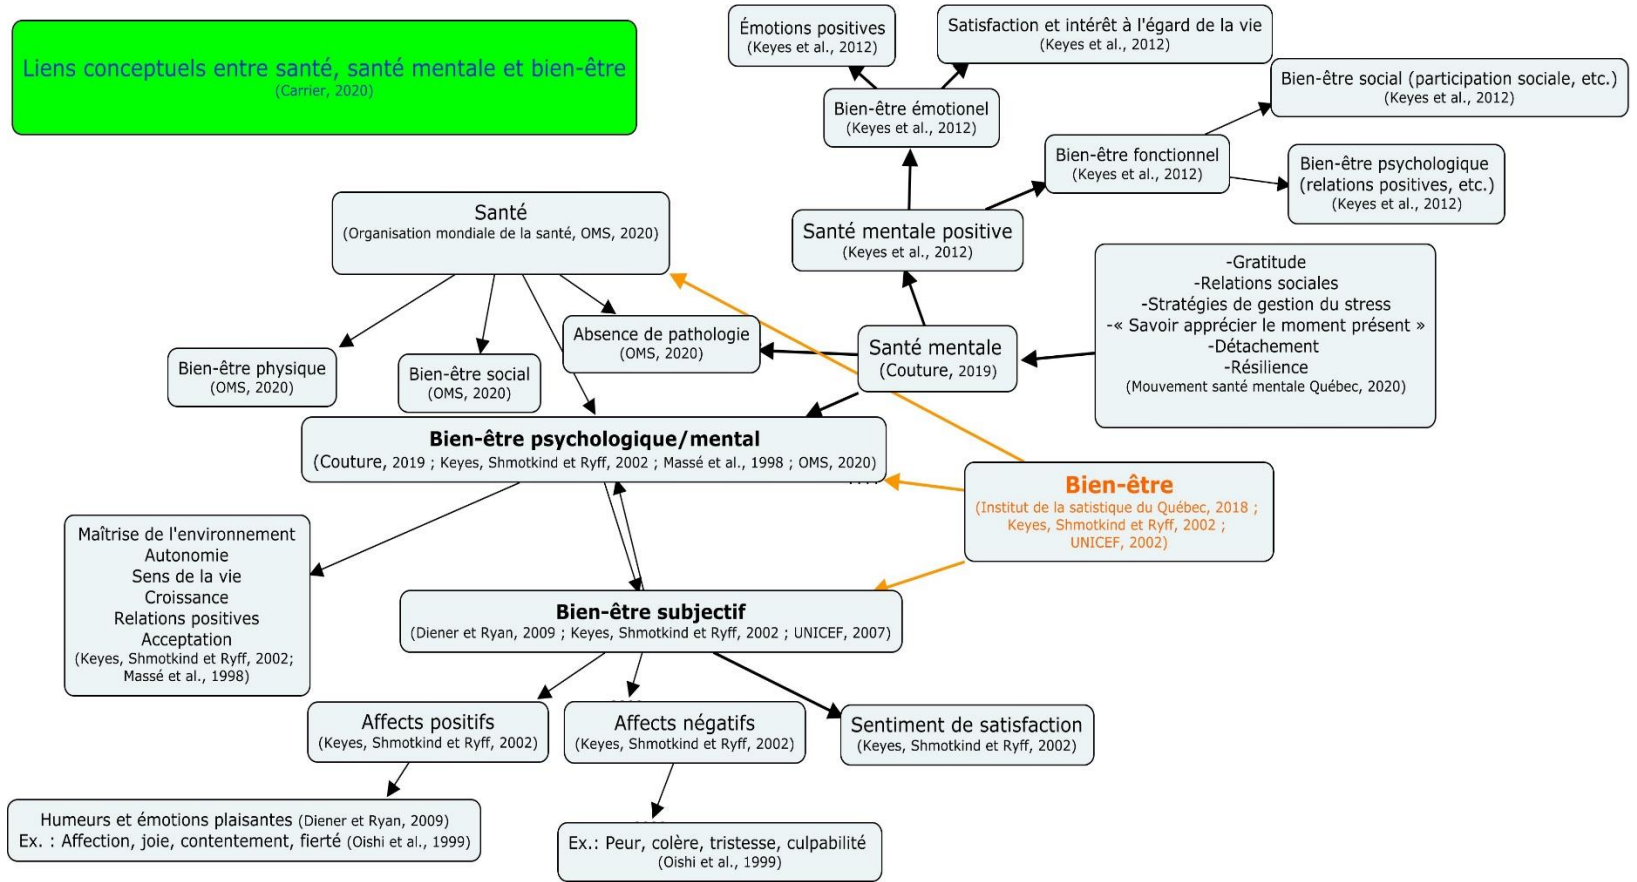 Liens conceptuels entre santé, santé mentale et bien-être
(Carrier, 2020)
Émotions positives
(Keyes et al., 2012)
Satisfaction et intérêt à l'égard de la vie
(Keyes et al., 2012)
Bien-être émotionel
(Keyes et al., 2012)
Bien-être social (participation sociale, etc.)
(Keyes et al., 2012)
Bien-être fonctionnel
(Keyes et al., 2012)
Bien-être psychologique
(relations positives, etc.)
(Keyes et al., 2012)
Santé
(Organisation mondiale de la santé, OMS, 2020)
Santé mentale positive
(Keyes et al., 2012)
-Gratitude
-Relations sociales
-Stratégies de gestion du stress
-« Savoir apprécier le moment présent »
-Détachement
-Résilience
(Mouvement santé mentale Québec, 2020)
Absence de pathologie
(OMS, 2020)
Santé mentale
(Couture, 2019)
Bien-être physique
(OMS, 2020)
Bien-être social
(OMS, 2020)
Bien-être psychologique/mental
(Couture, 2019 ; Keyes, Shmotkind et Ryff, 2002 ; Massé et al., 1998 ; OMS, 2020)
Bien-être
(Institut de la satistique du Québec, 2018 ;
Keyes, Shmotkind et Ryff, 2002 ;
UNICEF, 2002)
Maîtrise de l'environnement
Autonomie
Sens de la vie
Croissance
Relations positives
Acceptation
(Keyes, Shmotkind et Ryff, 2002;
Massé et al., 1998)
Bien-être subjectif
(Diener et Ryan, 2009 ; Keyes, Shmotkind et Ryff, 2002 ; UNICEF, 2007)
Affects positifs
(Keyes, Shmotkind et Ryff, 2002)
Affects négatifs
(Keyes, Shmotkind et Ryff, 2002)
Sentiment de satisfaction
(Keyes, Shmotkind et Ryff, 2002)
Humeurs et émotions plaisantes (Diener et Ryan, 2009)
Ex. : Affection, joie, contentement, fierté (Oishi et al., 1999)
Ex.: Peur, colère, tristesse, culpabilité
(Oishi et al., 1999)